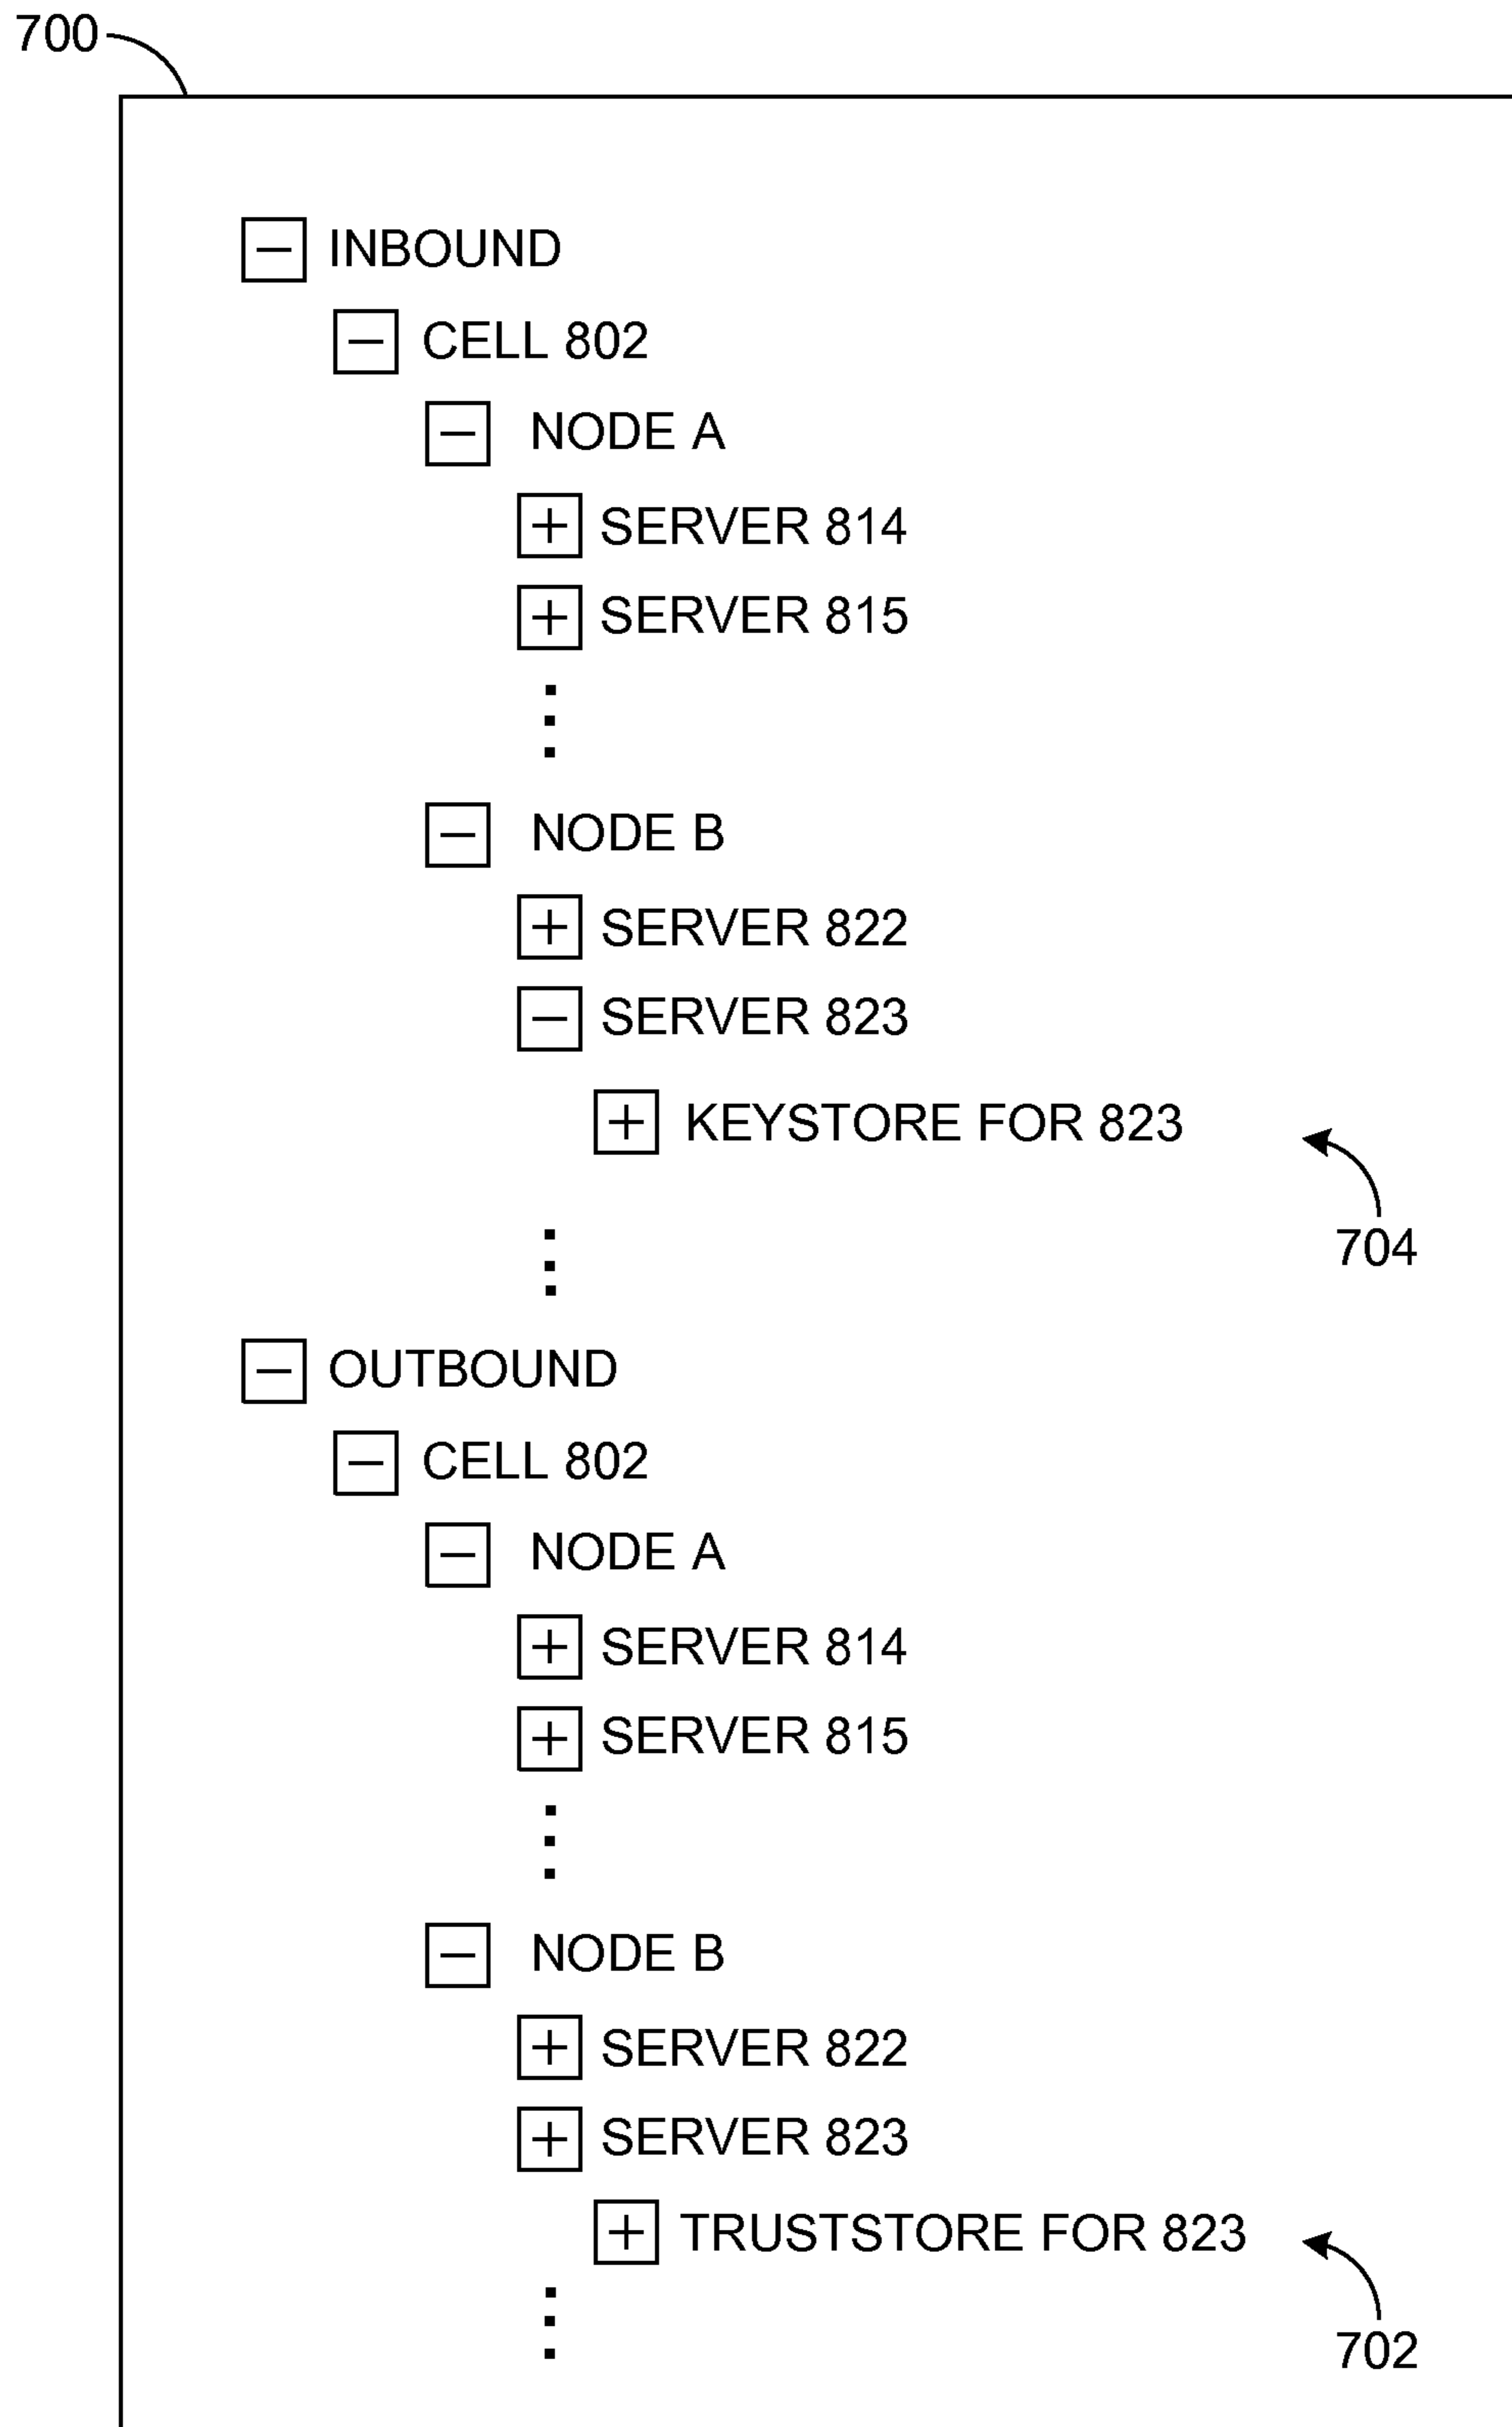 700
INBOUND
CELL 802
NODE A
SERVER 814
SERVER 815
NODE B
SERVER 822
SERVER 823
KEYSTORE FOR 823
704
OUTBOUND
CELL 802
NODE A
SERVER 814
SERVER 815
NODE B
SERVER 822
SERVER 823
TRUSTSTORE FOR 823
702